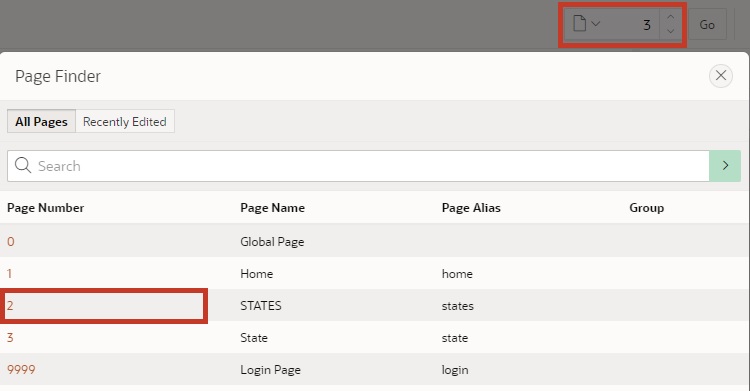 3 Go
Page Finder
All Pages Recently Edited
Search
Page Number Page Name Page Alias Group
0 Global Page
1 Home home
2 STATES states
3 State state
9999 Login Page login